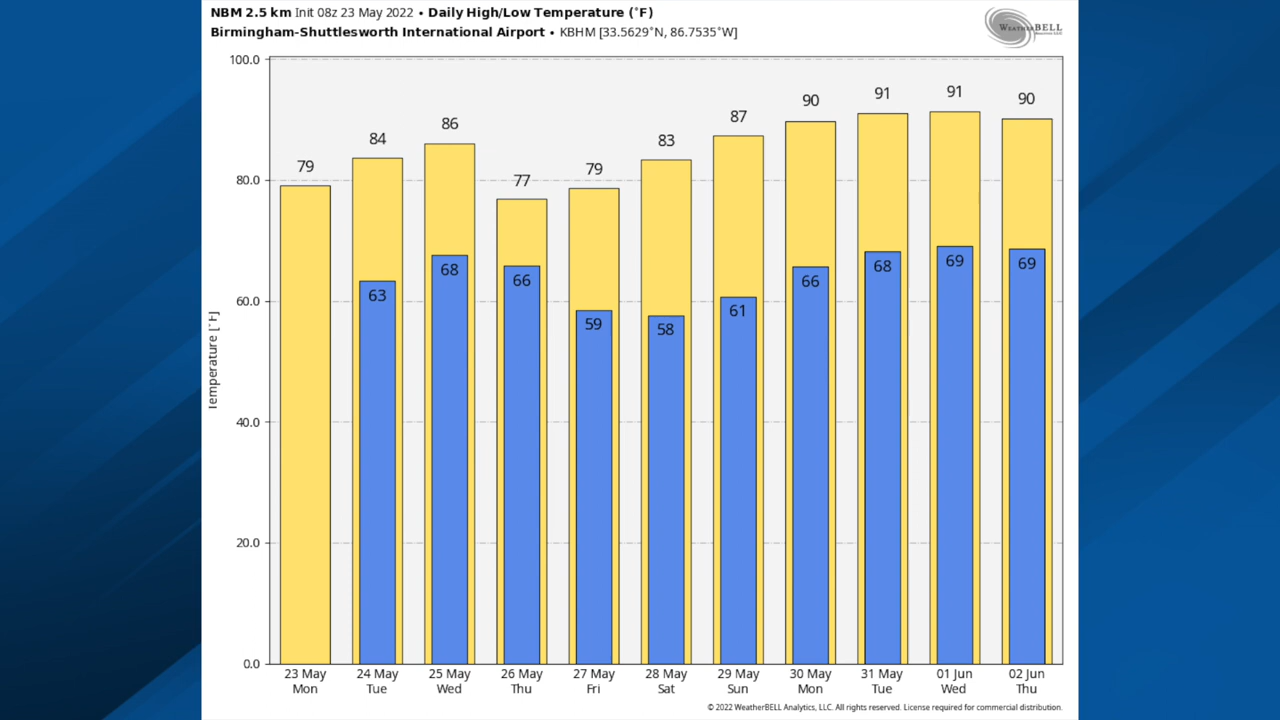 NBM 2.5 km Init 08z 23 May 2022 • Daily High/Low Temperature (˚F)
Birmingham-Shuttlesworth International Airport • KBHM [33.5629˚N, 86.7535˚W]
WEATHERBELL
Analytics LLC
100.0
80.0
60.0
40.0
20.0
0.0
Temperature [˚F]
79
84
86
77
79
83
87
90
91
91
90
63
68
66
59
58
61
66
68
69
69
23 May
Mon
24 May
Tue
25 May
Wed
26 May
Thu
27 May
Fri
28 May
Sat
29 May
Sun
30 May
Mon
31 May
Tue
01 Jun
Wed
02 Jun
Thu
© 2022 WeatherBELL Analytics, LLC. All rights reserved. License required for commercial distribution.